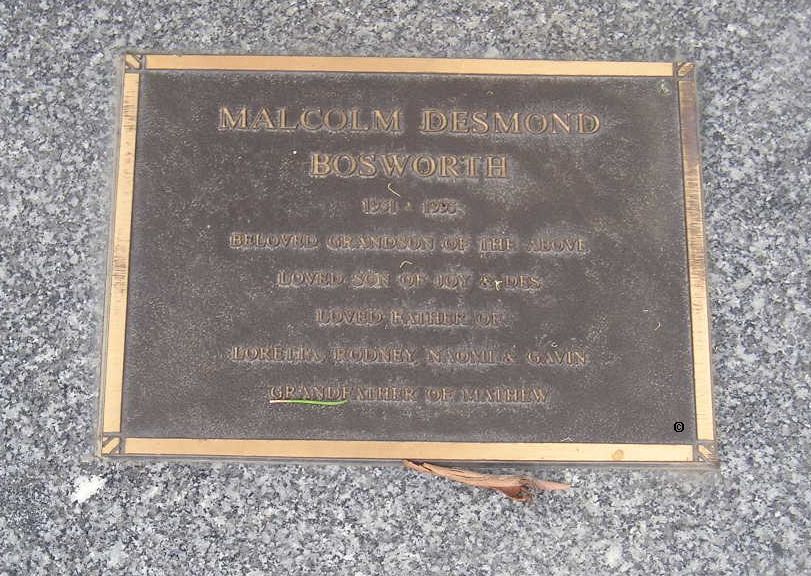 MALCOLM DESMOND
BOSWORTH
BELOVED GRANDSON OF THE ABOVE
LOVED SON OF JOY & DES
LOVED FATHER OF
LORETTA, RODNEY, NAOMI & GAVIN
GRANDFATHER OF MATHEW
©